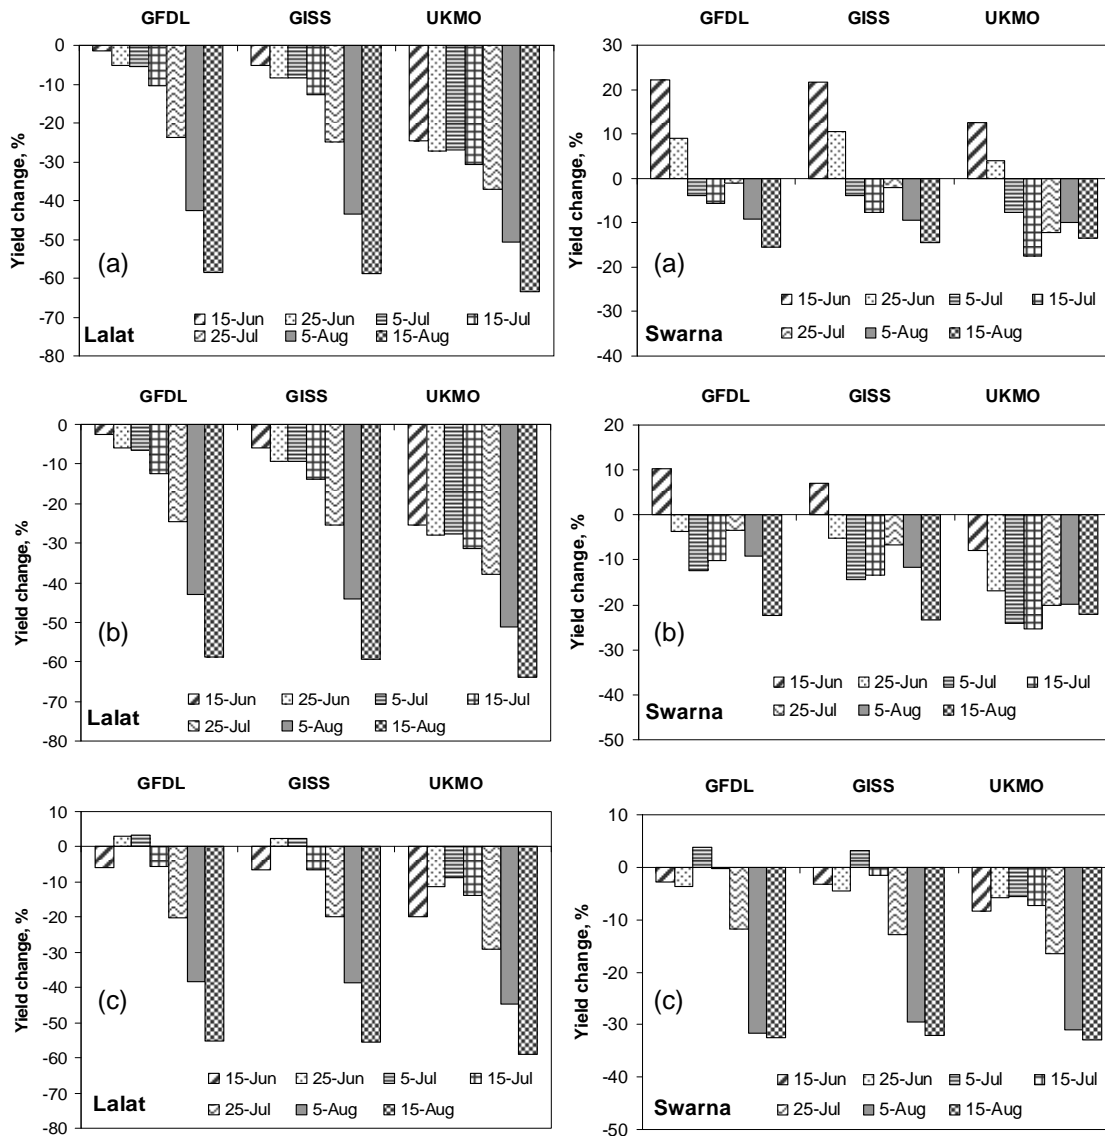 GFDL GISS UKMO
0
-10
-20
-30
-40
-50
-60
-70
-80
Yield change, %
(a)
15-Jun 25-Jun 5-Jul 15-Jul
25-Jul 5-Aug 15-Aug
Lalat
GFDL GISS UKMO
30
20
10
0
-10
-20
-30
-40
Yield change, %
(a)
15-Jun 25-Jun 5-Jul 15-Jul
25-Jul 5-Aug 15-Aug
Swarna
GFDL GISS UKMO
0
-10
-20
-30
-40
-50
-60
-70
-80
Yield change, %
(b)
15-Jun 25-Jun 5-Jul 15-Jul
25-Jul 5-Aug 15-Aug
Lalat
GFDL GISS UKMO
20
10
0
-10
-20
-30
-40
-50
Yield change, %
(b)
15-Jun 25-Jun 5-Jul 15-Jul
25-Jul 5-Aug 15-Aug
Swarna
GFDL GISS UKMO
10
0
-10
-20
-30
-40
-50
-60
-70
-80
Yield change, %
(c)
15-Jun 25-Jun 5-Jul 15-Jul
25-Jul 5-Aug 15-Aug
Lalat
GFDL GISS UKMO
10
0
-10
-20
-30
-40
-50
Yield change, %
(c)
15-Jun 25-Jun 5-Jul 15-Jul
25-Jul 5-Aug 15-Aug
Swarna